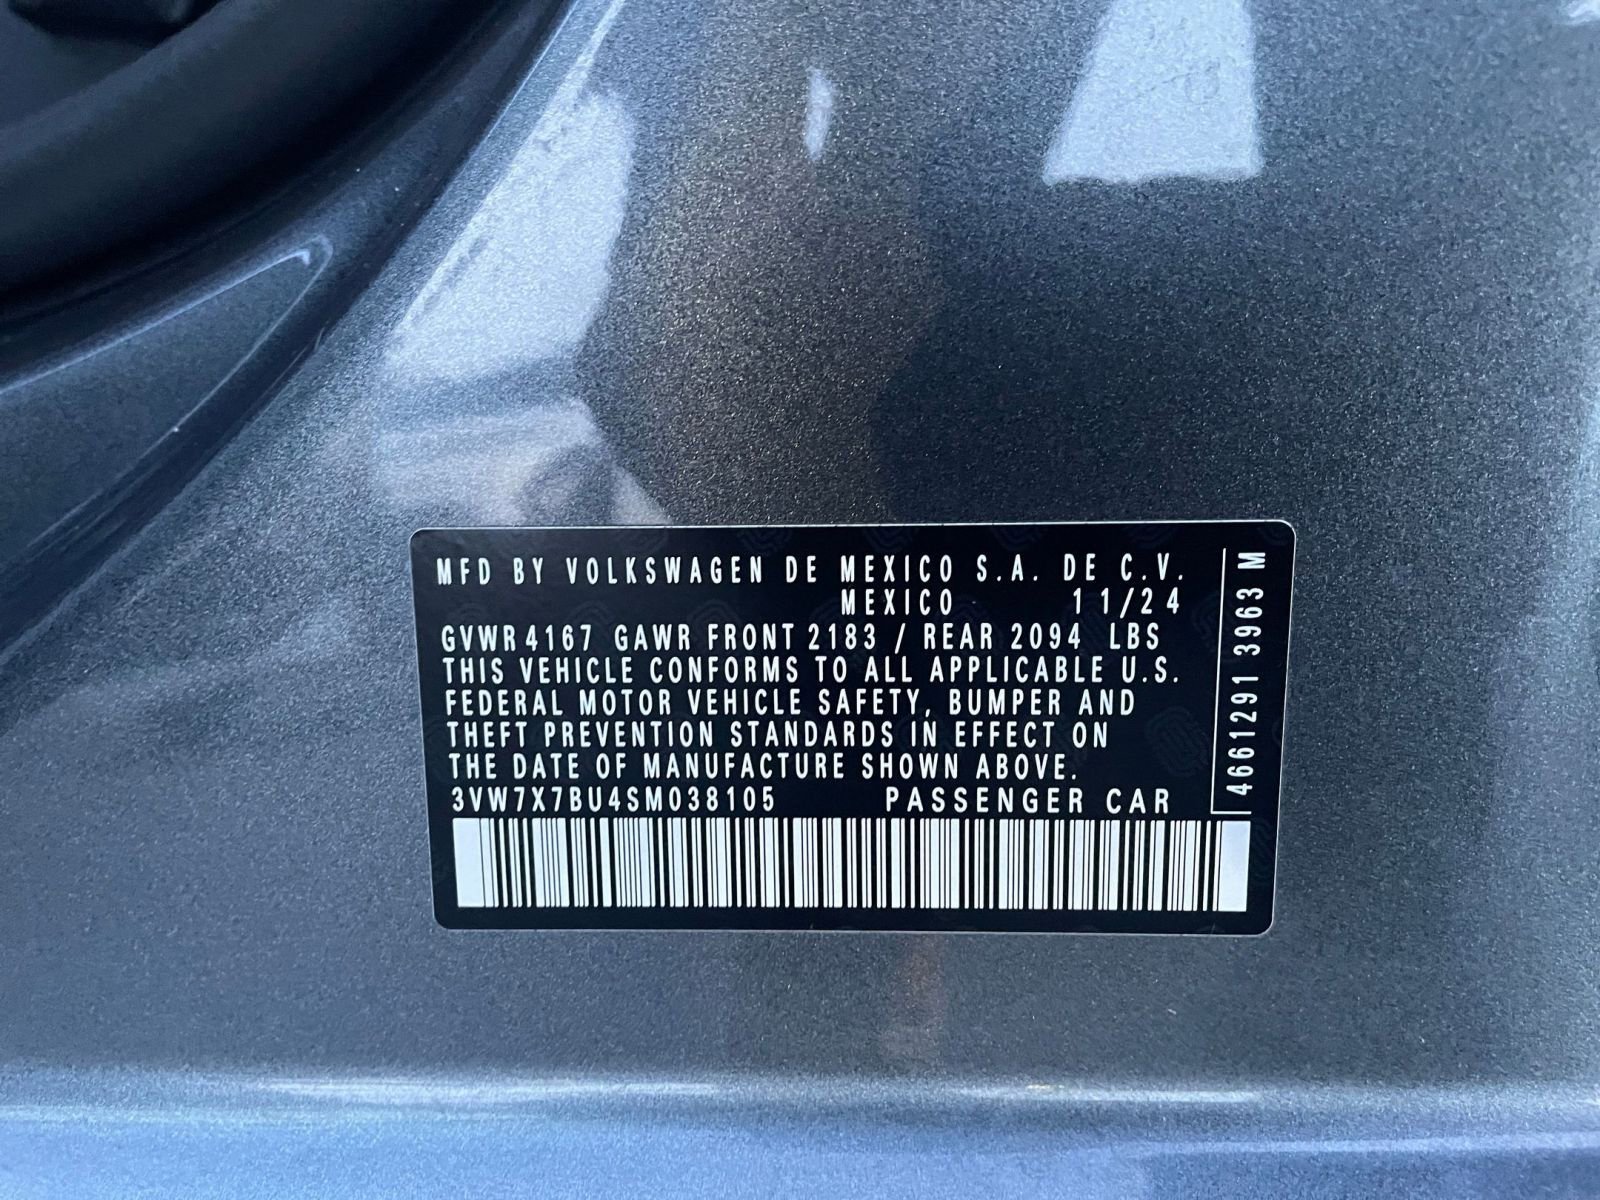 MFD BY VOLKSWAGEN DE MEXICO S.A. DE C.V.
MEXICO 11/24
GVWR 4167 GAWR FRONT 2183 / REAR 2094 LBS
THIS VEHICLE CONFORMS TO ALL APPLICABLE U.S.
FEDERAL MOTOR VEHICLE SAFETY, BUMPER AND
THEFT PREVENTION STANDARDS IN EFFECT ON
THE DATE OF MANUFACTURE SHOWN ABOVE.
3VW7X7BU4SM038105 PASSENGER CAR
4661291 3963 M